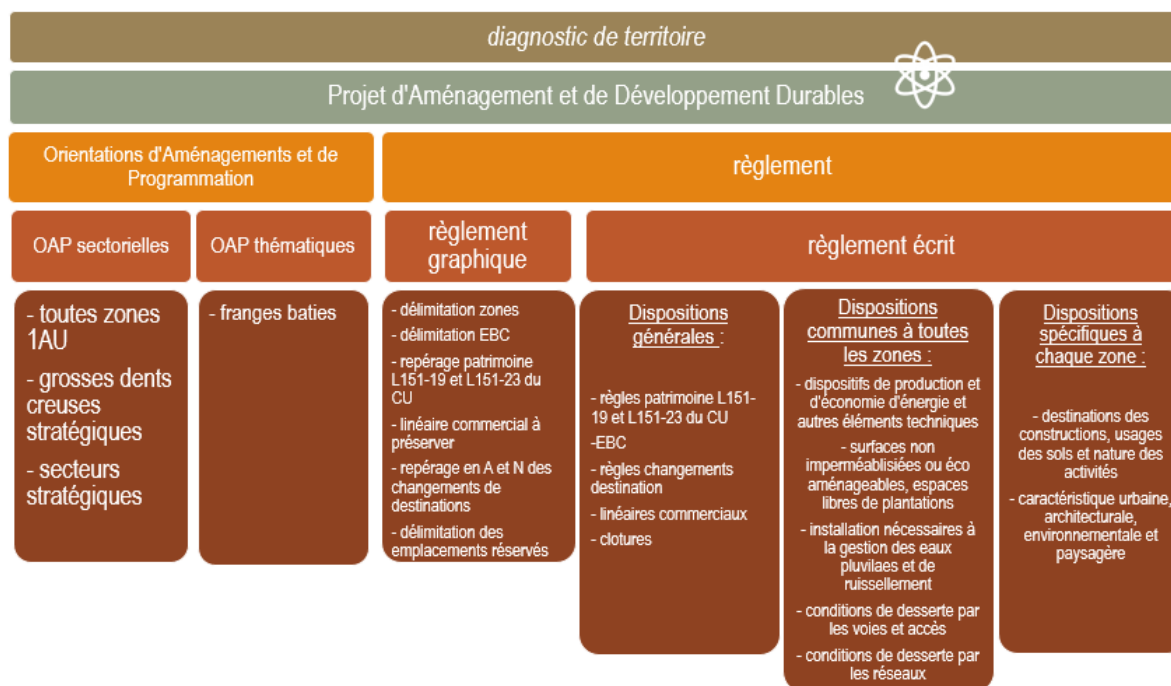 diagnostic de territoire
Projet d'Aménagement et de Développement Durables
Orientations d'Aménagements et de
Programmation
règlement
OAP sectorielles
OAP thématiques
règlement
graphique
règlement écrit
- toutes zones
1AU
- grosses dents
creuses
stratégiques
- secteurs
stratégiques
- franges baties
- délimitation zones
- délimitation EBC
- repérage patrimoine
L151-19 et L151-23 du
CU
- linéaire commercial à
préserver
- repérage en A et N des
changements de
destinations
- délimitation des
emplacements réservés
Dispositions
générales :
- règles patrimoine L151-
19 et L151-23 du CU
-EBC
- règles changements
destination
- linéaires commerciaux
- clotures
Dispositions
communes à toutes
les zones :
- dispositifs de production et
d'économie d'énergie et
autres éléments techniques
- surfaces non
imperméablisiées ou éco
aménageables, espaces
libres de plantations
- installation nécessaires à
la gestion des eaux
pluvilaes et de
ruissellement
- conditions de desserte par
les voies et accès
- conditions de desserte par
les réseaux
Dispositions
spécifiques à
chaque zone :
- destinations des
constructions, usages
des sols et nature des
activités
- caractéristique urbaine,
architecturale,
environnementale et
paysagère